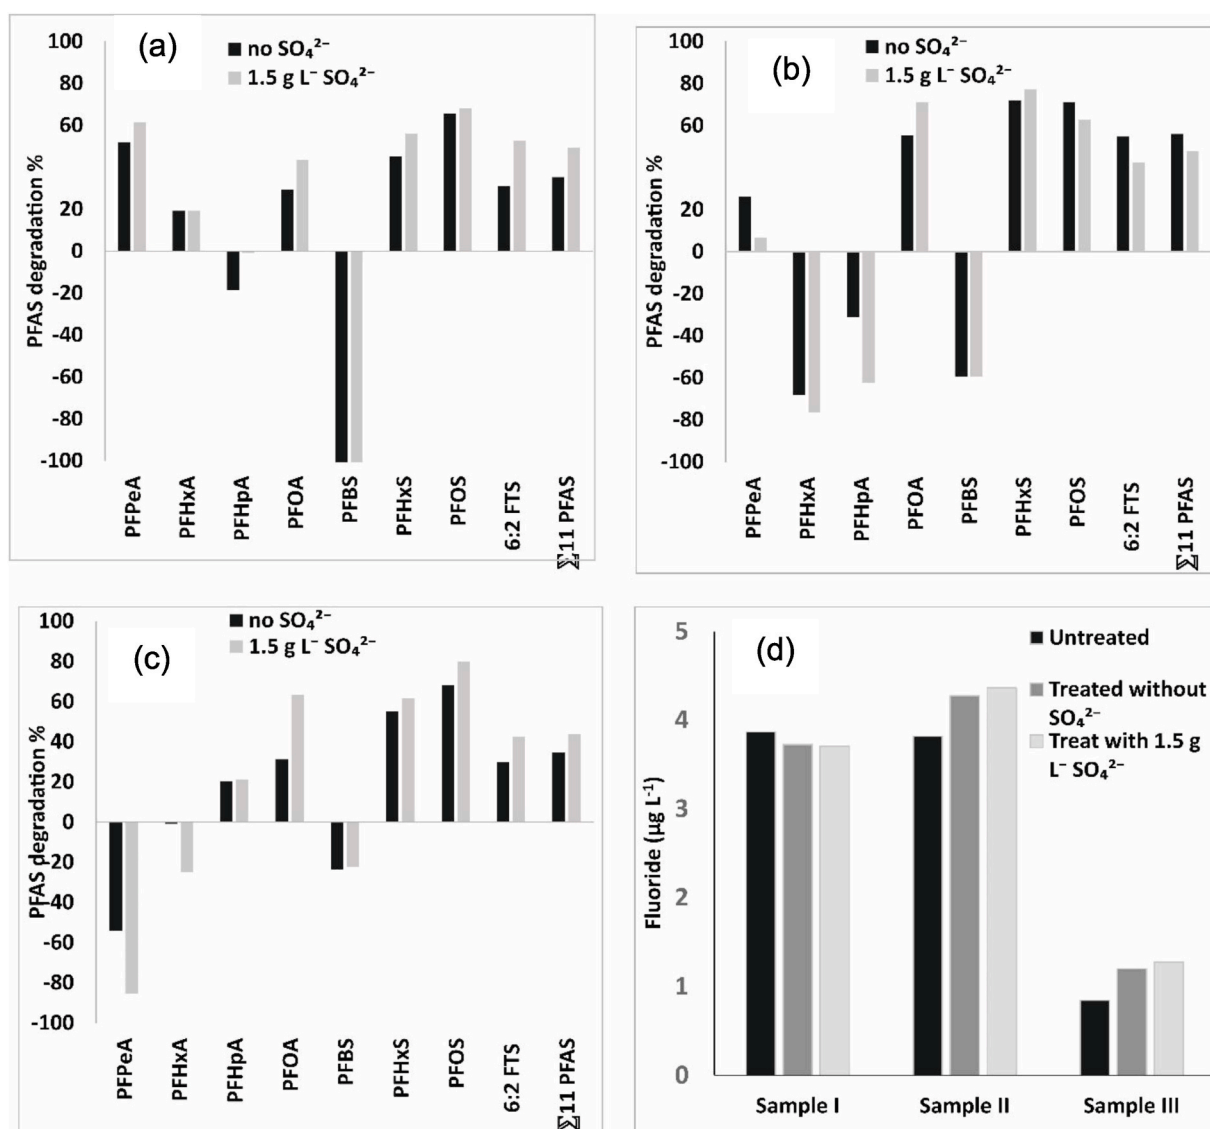 (a)
no SO₄²⁻
1.5 g L⁻ SO₄²⁻
PFAS degradation %
100
80
60
20
0
-20
-40
-60
-80
-100
PFPeA
PFHxA
PFHpA
PFOA
PFBS
PFHxS
PFOS
6:2 FTS
∑11 PFAS
(b)
no SO₄²⁻
1.5 g L⁻ SO₄²⁻
PFAS degradation %
100
80
60
20
0
-20
-40
-60
-80
-100
PFPeA
PFHxA
PFHpA
PFOA
PFBS
PFHxS
PFOS
6:2 FTS
∑11 PFAS
(c)
no SO₄²⁻
1.5 g L⁻ SO₄²⁻
PFAS degradation %
100
80
60
40
20
0
-20
-40
-60
-80
-100
PFPeA
PFHxA
PFHpA
PFOA
PFBS
PFHxS
PFOS
6:2 FTS
∑11 PFAS
(d)
Untreated
Treated without
SO₄²⁻
Treat with 1.5 g
L⁻ SO₄²⁻
Fluoride (µg L⁻¹)
5
4
3
2
1
0
Sample I
Sample II
Sample III